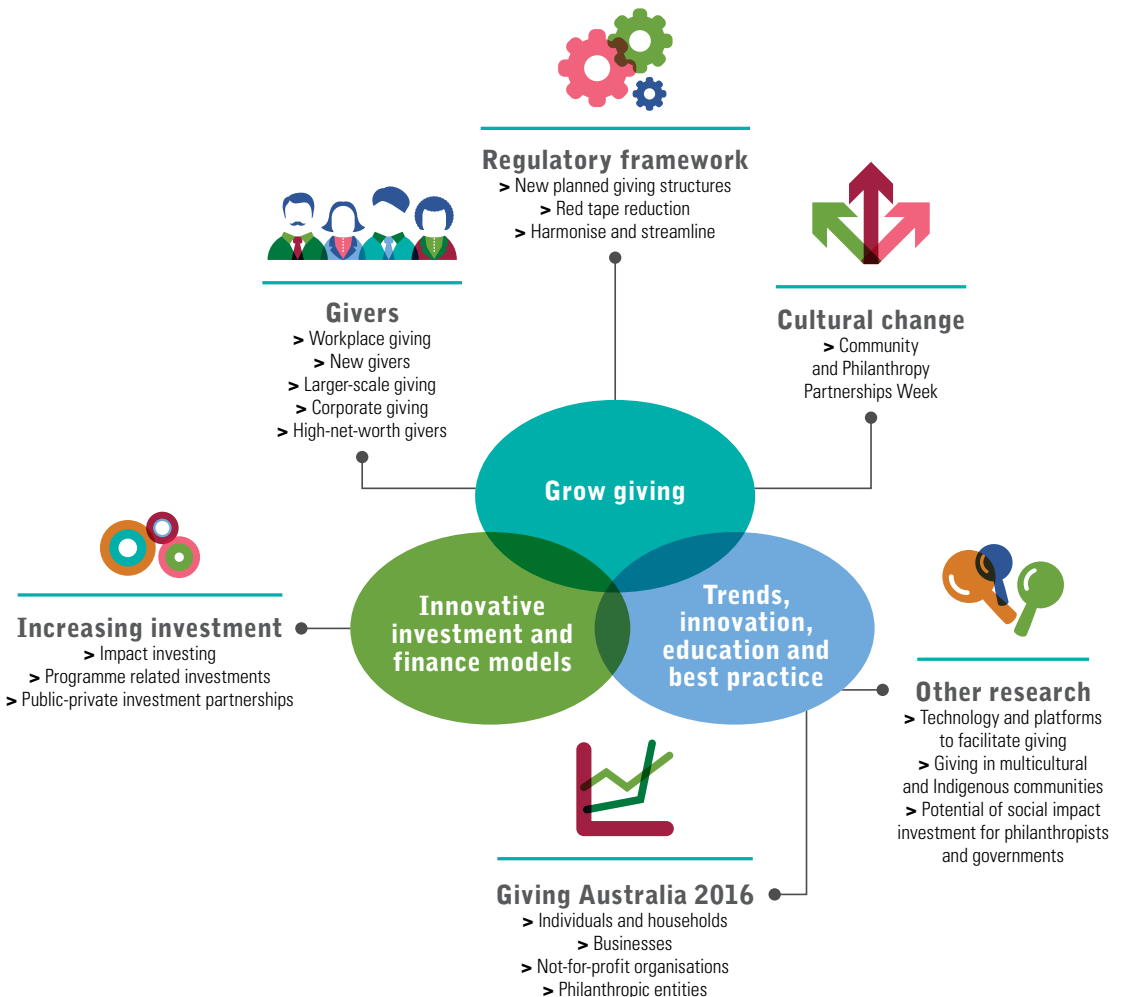 Regulatory framework
> New planned giving structures
> Red tape reduction
> Harmonise and streamline
Givers
> Workplace giving
> New givers
> Larger-scale giving
> Corporate giving
> High-net-worth givers
Cultural change
> Community
and Philanthropy
Partnerships Week
Grow giving
Innovative
investment and
finance models
Trends,
innovation,
education and
best practice
Increasing investment
> Impact investing
> Programme related investments
> Public-private investment partnerships
Other research
> Technology and platforms
to facilitate giving
> Giving in multicultural
and Indigenous communities
> Potential of social impact
investment for philanthropists
and governments
Giving Australia 2016
> Individuals and households
> Businesses
> Not-for-profit organisations
> Philanthropic entities